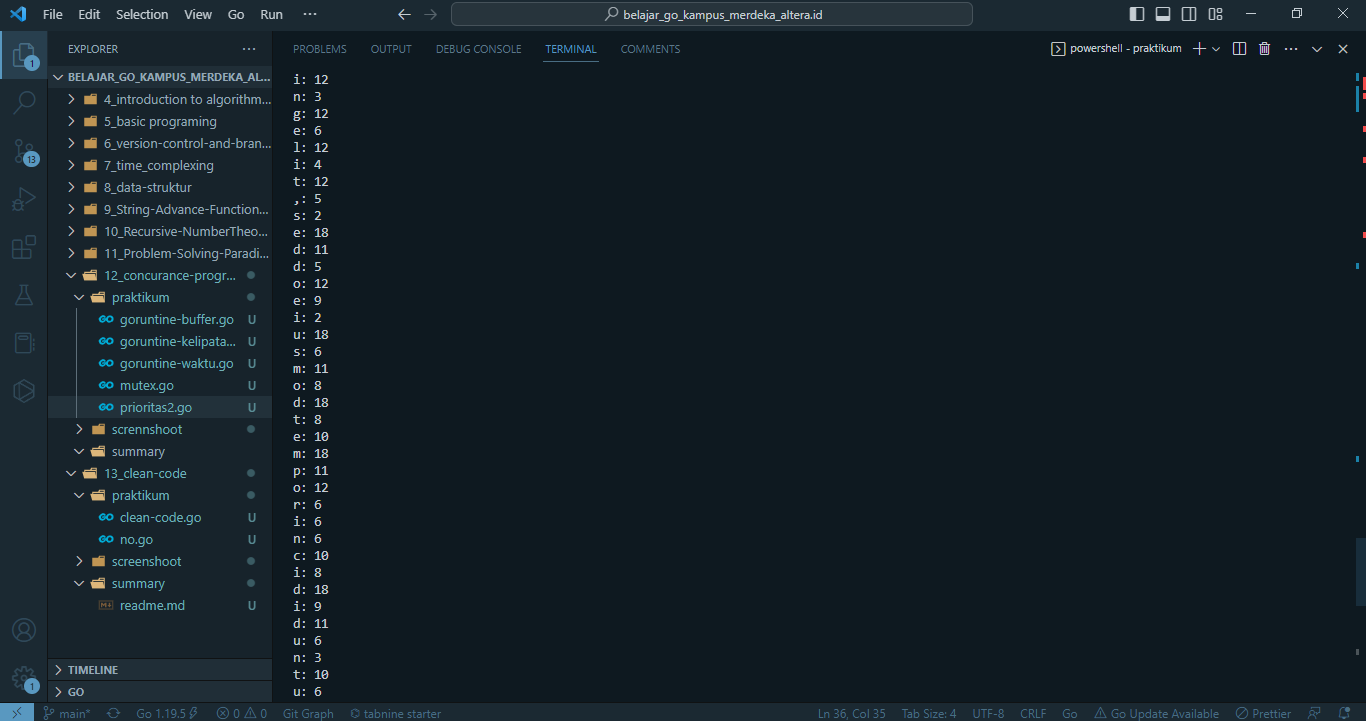 File Edit Selection View Go Run ··· belajar_go_kampus_merdeka_altera.id
EXPLORER ···
PROBLEMS OUTPUT DEBUG CONSOLE TERMINAL COMMENTS powershell - praktikum
BELAJAR_GO_KAMPUS_MERDEKA_AL...
4_introduction to algorithm...
5_basic programing
6_version-control-and-bran...
7_time_complexing
8_data-struktur
9_String-Advance-Function...
10_Recursive-NumberTheo...
11_Problem-Solving-Paradi...
12_concurance-progr...
praktikum
goruntine-buffer.go U
goruntine-kelipata... U
goruntine-waktu.go U
mutex.go U
prioritas2.go U
scrennshoot
summary
13_clean-code
praktikum
clean-code.go U
no.go U
screenshoot
summary
readme.md U
TIMELINE
GO
1
13
1
i: 12
n: 3
g: 12
e: 6
l: 12
i: 4
t: 12
,: 5
s: 2
e: 18
d: 11
d: 5
o: 12
e: 9
i: 2
u: 18
s: 6
m: 11
o: 8
d: 18
t: 8
e: 10
m: 18
p: 11
o: 12
r: 6
i: 6
n: 6
c: 10
i: 8
d: 18
i: 9
d: 11
u: 6
n: 3
t: 10
u: 6
main* Go 1.19.5 0 0 Git Graph tabnine starter Ln 36, Col 35 Tab Size: 4 UTF-8 CRLF Go Go Update Available Prettier